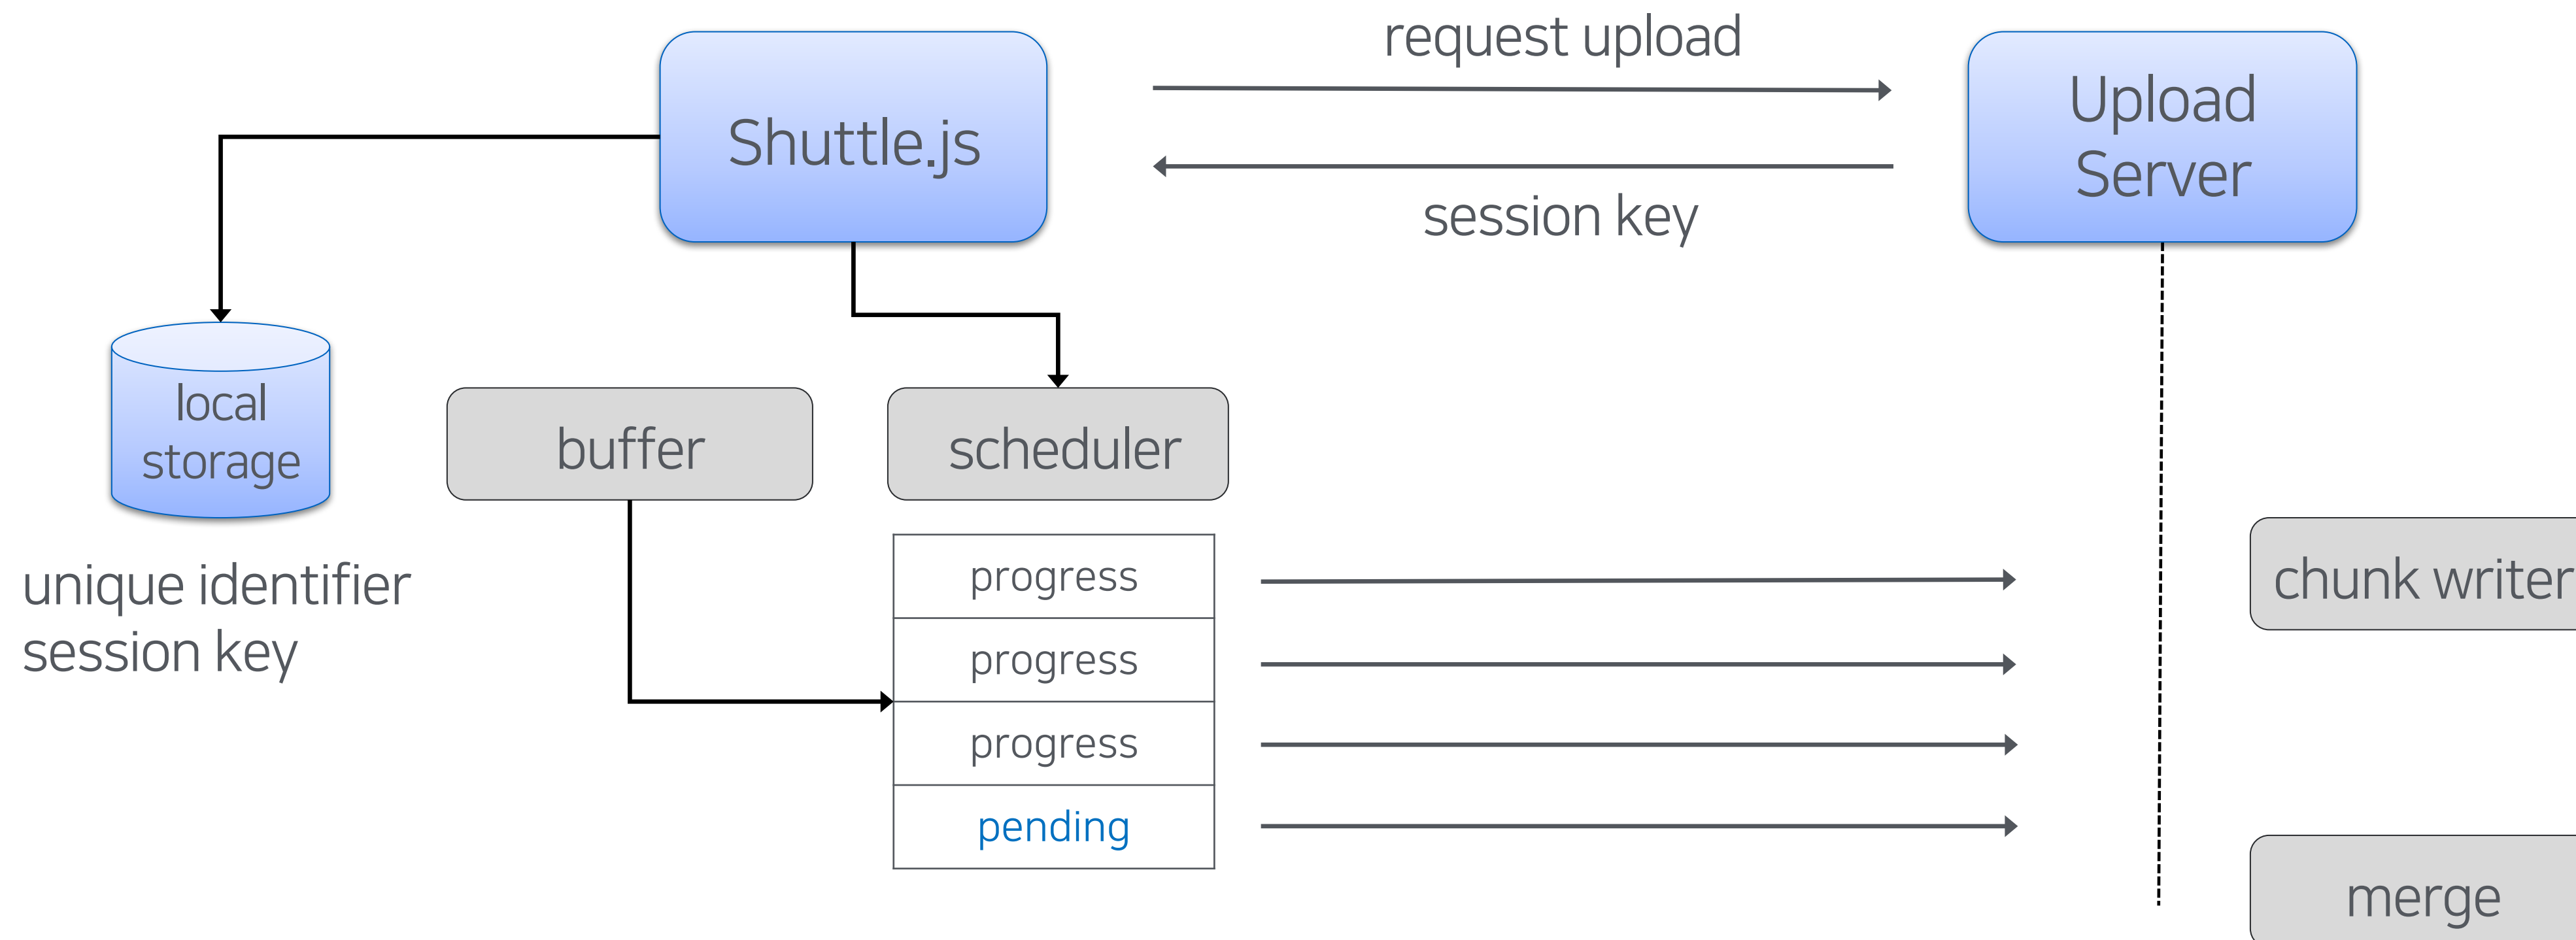 request upload
Shuttle.js
Upload
Server
session key
local
storage
buffer
scheduler
unique identifier
session key
progress
progress
progress
pending
chunk writer
merge